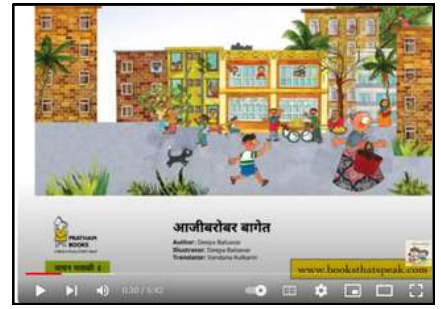 आजीबरोबर बागेत
Author: Deepa Balsavar
Illustrator: Deepa Balsavar
Translator: Vandana Kulkarni
PRATHAM
BOOKS
www.booksthatspeak.com
0:30 / 5:42